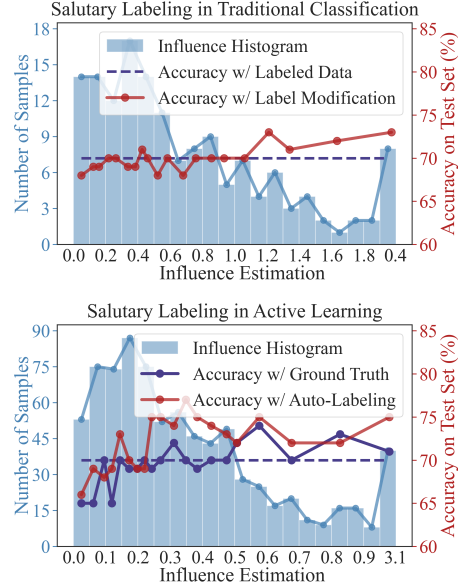 Salutary Labeling in Traditional Classification
18
15
12
9
6
3
0
Number of Samples
Influence Histogram
Accuracy w/ Labeled Data
Accuracy w/ Label Modification
85
80
75
70
65
60
Accuracy on Test Set (%)
0.0 0.2 0.4 0.6 0.8 1.0 1.2 1.4 1.6 1.8 0.4
Influence Estimation
Salutary Labeling in Active Learning
90
75
60
45
30
15
0
Number of Samples
Influence Histogram
Accuracy w/ Ground Truth
Accuracy w/ Auto-Labeling
85
80
75
70
65
60
Accuracy on Test Set (%)
0.0 0.1 0.2 0.2 0.3 0.4 0.5 0.6 0.7 0.7 3.1
Influence Estimation